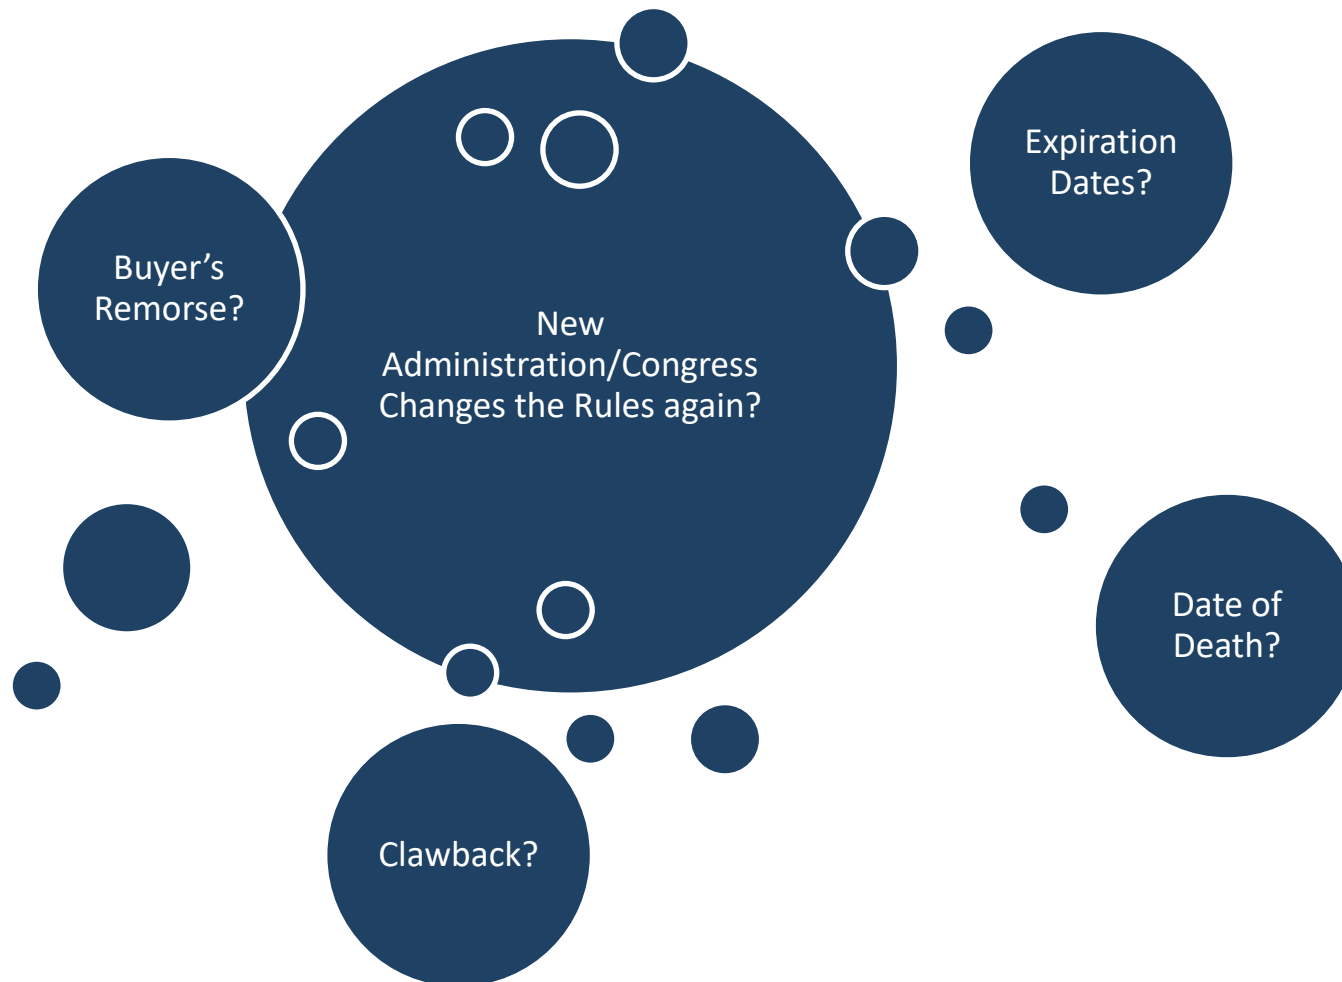 Expiration
Dates?
Buyer’s
Remorse?
New
Administration/Congress
Changes the Rules again?
Date of
Death?
Clawback?